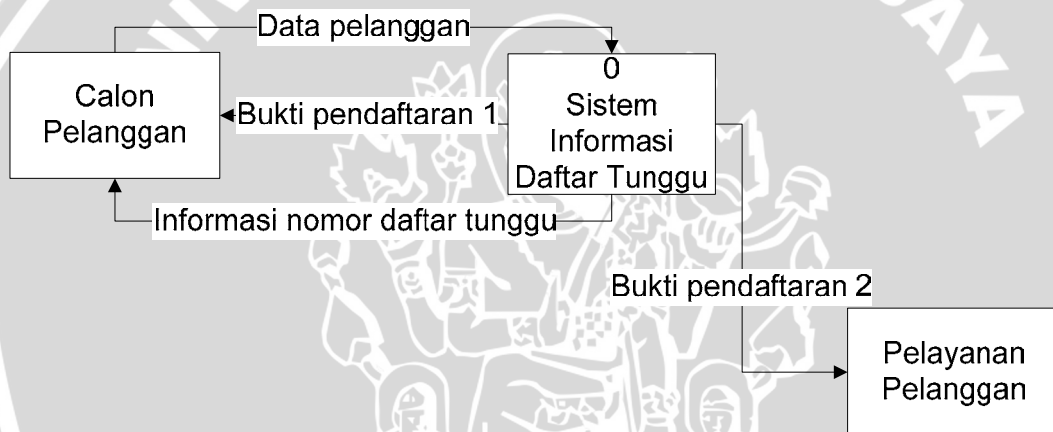 Data pelanggan
Calon
Pelanggan
Bukti pendaftaran 1
0
Sistem
Informasi
Daftar Tunggu
Informasi nomor daftar tunggu
Bukti pendaftaran 2
Pelayanan
Pelanggan